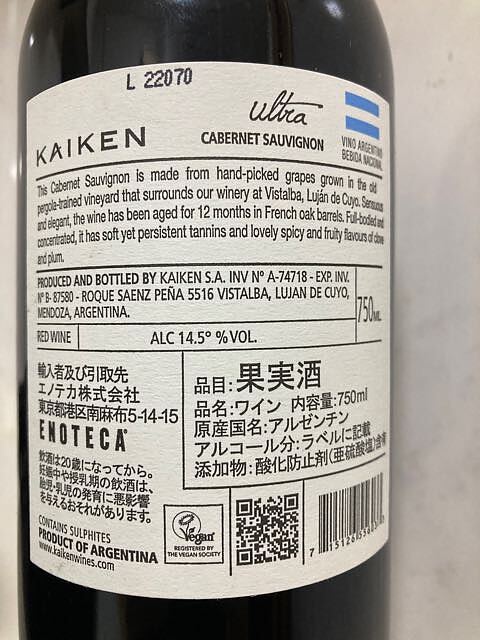 L 22070
KAIKEN
ultra
CABERNET SAUVIGNON
VINO ARGENTINO
BEBIDA NACIONAL
This Cabernet Sauvignon is made from hand-picked grapes grown in the old
pergola-trained vineyard that surrounds our winery at Vistalba, Luján de Cuyo. Sensuous
and elegant, the wine has been aged for 12 months in French oak barrels. Full-bodied and
concentrated, it has soft yet persistent tannins and lovely spicy and fruity flavours of clove
and plum.
PRODUCED AND BOTTLED BY KAIKEN S.A. INV Nº A-74718 - EXP. INV.
Nº B- 87580 - ROQUE SAENZ PEÑA 5516 VISTALBA, LUJAN DE CUYO,
MENDOZA, ARGENTINA.
750ML
RED WINE
ALC 14.5° %VOL.
輸入者及び引取先
エノテカ株式会社
東京都港区南麻布5-14-15
ENOTECA
飲酒は20歳になってから。
妊娠中や授乳期の飲酒は、
胎児・乳児の発育に悪影響
を与えるおそれがあります。
品目:果実酒
品名:ワイン 内容量:750ml
原産国名:アルゼンチン
アルコール分:ラベルに記載
添加物:酸化防止剤(亜硫酸塩)含有
CONTAINS SULPHITES
PRODUCT OF ARGENTINA
www.kaikenwines.com
Vegan
REGISTERED BY
THE VEGAN SOCIETY